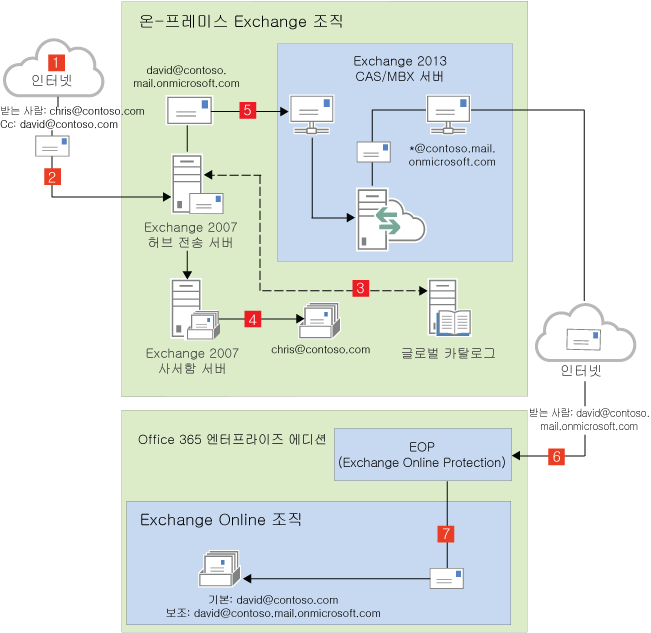 온-프레미스 Exchange 조직
1
인터넷
받는 사람: chris@contoso.com
Cc: david@contoso.com
2
david@contoso.
mail.onmicrosoft.com
5
Exchange 2013
CAS/MBX 서버
*@contoso.mail.
onmicrosoft.com
Exchange 2007
허브 전송 서버
3
4
Exchange 2007
사서함 서버
chris@contoso.com
글로벌 카탈로그
인터넷
받는 사람: david@contoso.
mail.onmicrosoft.com
6
Office 365 엔터프라이즈 에디션
EOP
(Exchange Online Protection)
7
Exchange Online 조직
기본: david@contoso.com
보조: david@contoso.mail.onmicrosoft.com